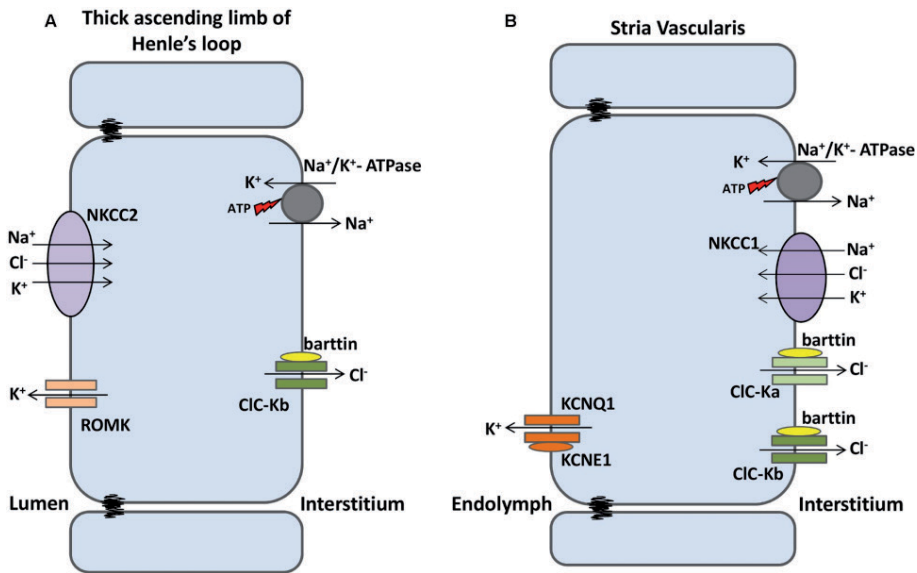 A
Thick ascending limb of
Henle's loop
Na⁺/K⁺- ATPase
K⁺
ATP
Na⁺
NKCC2
Na⁺
Cl⁻
K⁺
barttin
Cl⁻
ClC-Kb
K⁺
ROMK
Lumen
Interstitium
B
Stria Vascularis
Na⁺/K⁺- ATPase
K⁺
ATP
Na⁺
NKCC1
Na⁺
Cl⁻
K⁺
barttin
Cl⁻
ClC-Ka
KCNQ1
K⁺
KCNE1
barttin
Cl⁻
ClC-Kb
Endolymph
Interstitium